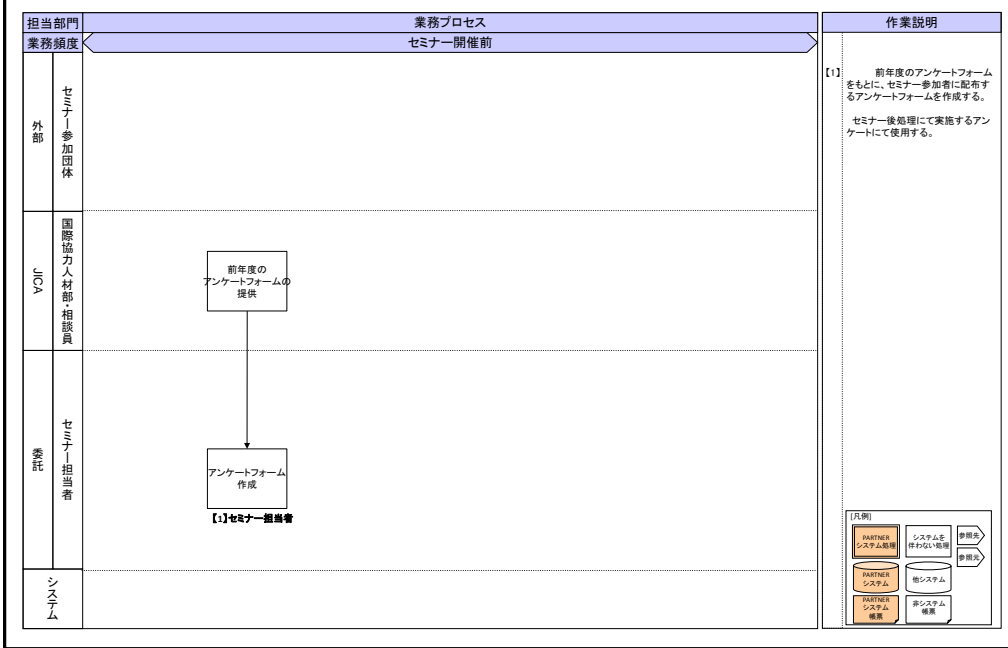 担当部門
業務プロセス
作業説明
業務頻度
セミナー開催前
外部
セミナー参加団体
JICA
国際協力人材部・相談員
前年度の
アンケートフォームの
提供
委託
セミナー担当者
アンケートフォーム
作成
【1】セミナー担当者
システム
【1】 前年度のアンケートフォーム
をもとに、セミナー参加者に配布す
るアンケートフォームを作成する。
セミナー後処理にて実施するアン
ケートにて使用する。
[凡例]
PARTNER
システム処理
システムを
伴わない処理
参照先
参照元
PARTNER
システム
他システム
PARTNER
システム
帳票
非システム
帳票